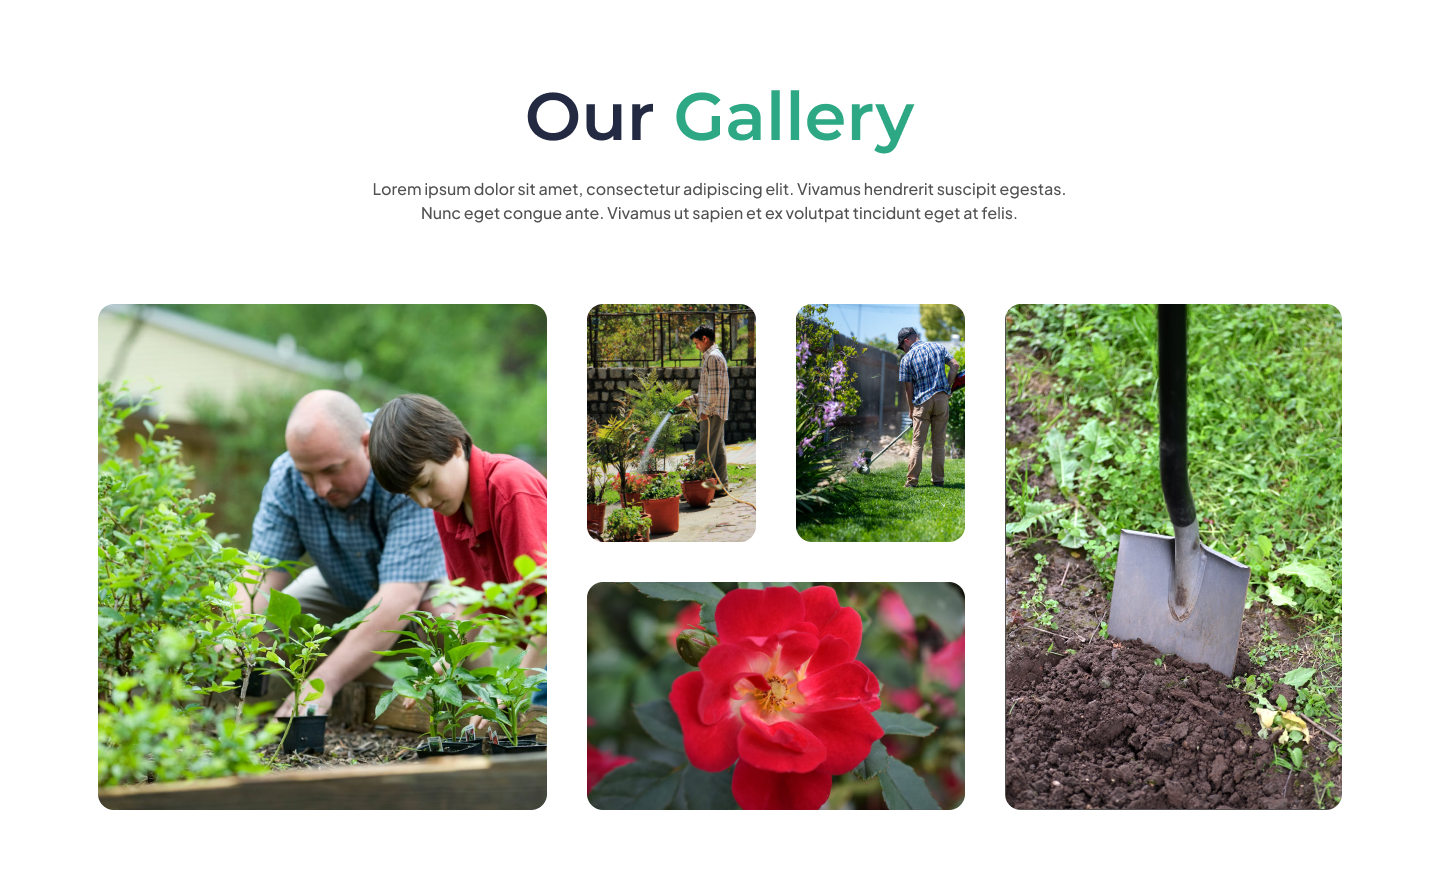 Our Gallery
Lorem ipsum dolor sit amet, consectetur adipiscing elit. Vivamus hendrerit suscipit egestas.
Nunc eget congue ante. Vivamus ut sapien et ex volutpat tincidunt eget at felis.